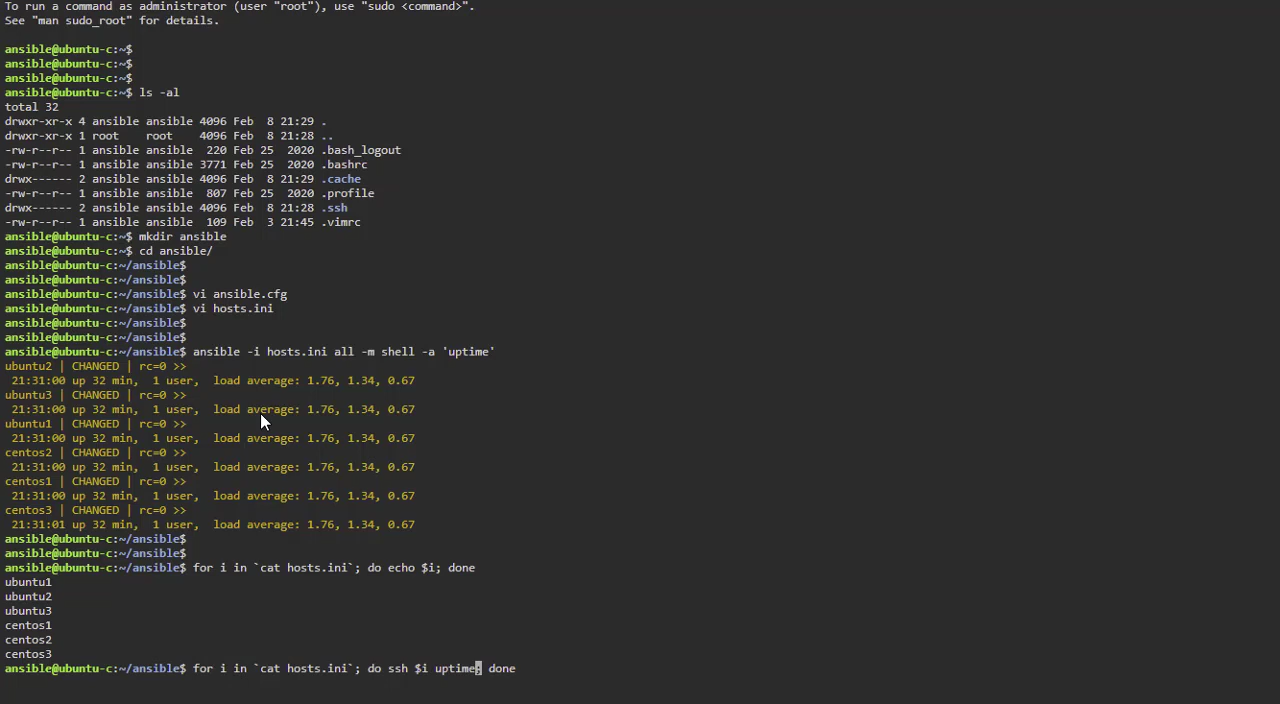 To run a command as administrator (user "root"), use "sudo <command>".
See "man sudo_root" for details.
ansible@ubuntu-c:~$
ansible@ubuntu-c:~$
ansible@ubuntu-c:~$
ansible@ubuntu-c:~$ ls -al
total 32
drwxr-xr-x 4 ansible ansible 4096 Feb  8 21:29 .
drwxr-xr-x 1 root    root    4096 Feb  8 21:28 ..
-rw-r--r-- 1 ansible ansible  220 Feb 25  2020 .bash_logout
-rw-r--r-- 1 ansible ansible 3771 Feb 25  2020 .bashrc
drwx------ 2 ansible ansible 4096 Feb  8 21:29 .cache
-rw-r--r-- 1 ansible ansible  807 Feb 25  2020 .profile
drwx------ 2 ansible ansible 4096 Feb  8 21:28 .ssh
-rw-r--r-- 1 ansible ansible  109 Feb  3 21:45 .vimrc
ansible@ubuntu-c:~$ mkdir ansible
ansible@ubuntu-c:~$ cd ansible/
ansible@ubuntu-c:~/ansible$
ansible@ubuntu-c:~/ansible$
ansible@ubuntu-c:~/ansible$ vi ansible.cfg
ansible@ubuntu-c:~/ansible$ vi hosts.ini
ansible@ubuntu-c:~/ansible$
ansible@ubuntu-c:~/ansible$
ansible@ubuntu-c:~/ansible$ ansible -i hosts.ini all -m shell -a 'uptime'
ubuntu2 | CHANGED | rc=0 >>
 21:31:00 up 32 min,  1 user,  load average: 1.76, 1.34, 0.67
ubuntu3 | CHANGED | rc=0 >>
 21:31:00 up 32 min,  1 user,  load average: 1.76, 1.34, 0.67
ubuntu1 | CHANGED | rc=0 >>
 21:31:00 up 32 min,  1 user,  load average: 1.76, 1.34, 0.67
centos2 | CHANGED | rc=0 >>
 21:31:00 up 32 min,  1 user,  load average: 1.76, 1.34, 0.67
centos1 | CHANGED | rc=0 >>
 21:31:00 up 32 min,  1 user,  load average: 1.76, 1.34, 0.67
centos3 | CHANGED | rc=0 >>
 21:31:01 up 32 min,  1 user,  load average: 1.76, 1.34, 0.67
ansible@ubuntu-c:~/ansible$
ansible@ubuntu-c:~/ansible$
ansible@ubuntu-c:~/ansible$ for i in `cat hosts.ini`; do echo $i; done
ubuntu1
ubuntu2
ubuntu3
centos1
centos2
centos3
ansible@ubuntu-c:~/ansible$ for i in `cat hosts.ini`; do ssh $i uptime; done